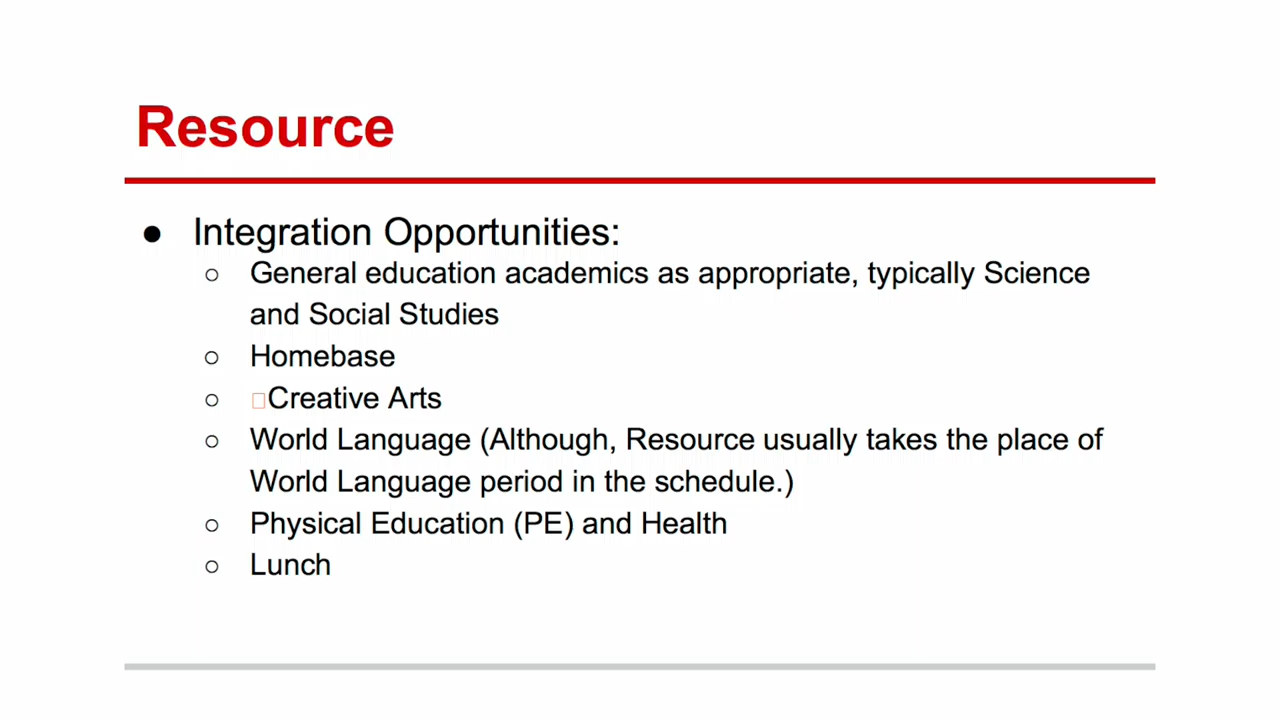 Resource
● Integration Opportunities:
○ General education academics as appropriate, typically Science
and Social Studies
○ Homebase
○ Creative Arts
○ World Language (Although, Resource usually takes the place of
World Language period in the schedule.)
○ Physical Education (PE) and Health
○ Lunch